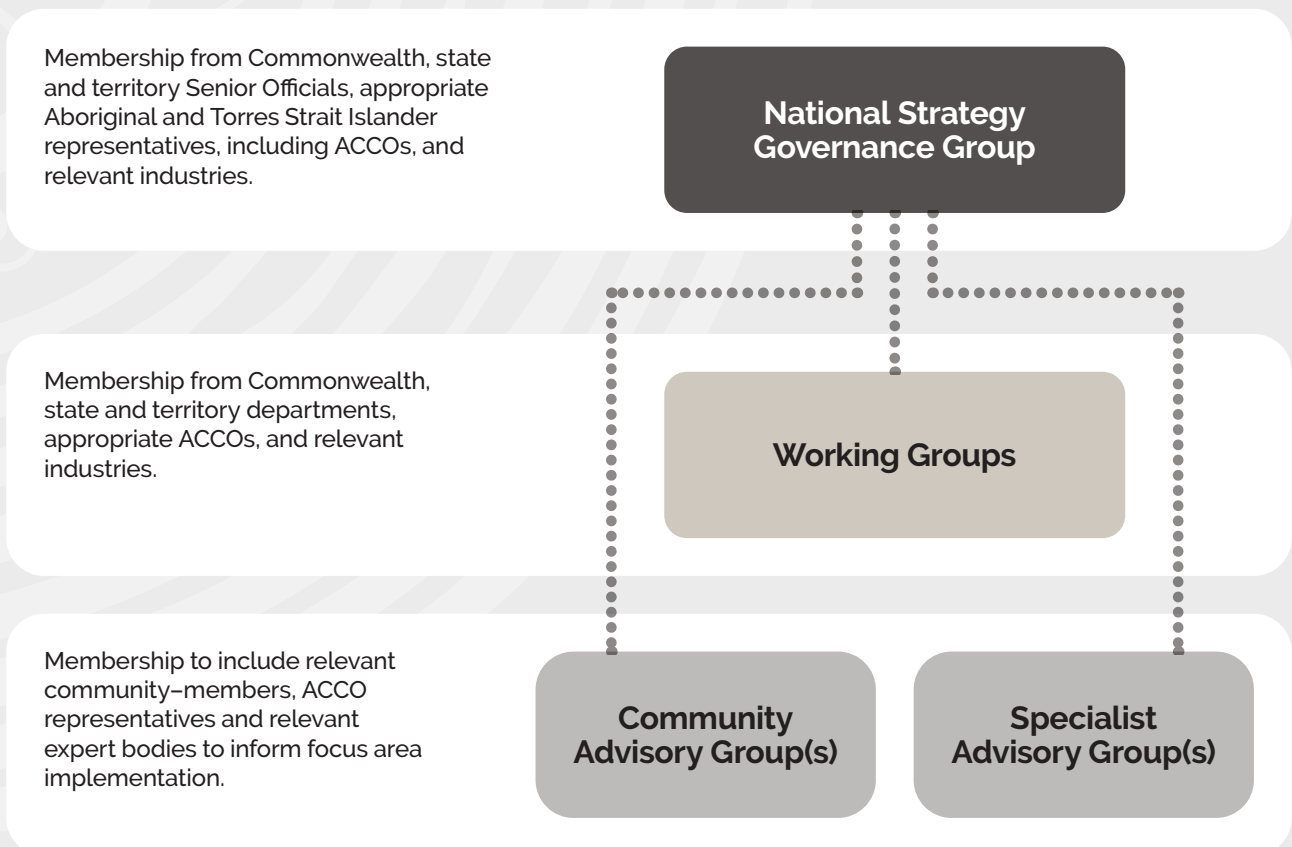 Membership from Commonwealth, state
and territory Senior Officials, appropriate
Aboriginal and Torres Strait Islander
representatives, including ACCOs, and
relevant industries.
National Strategy
Governance Group
Membership from Commonwealth,
state and territory departments,
appropriate ACCOs, and relevant
industries.
Working Groups
Membership to include relevant
community–members, ACCO
representatives and relevant
expert bodies to inform focus area
implementation.
Community
Advisory Group(s)
Specialist
Advisory Group(s)